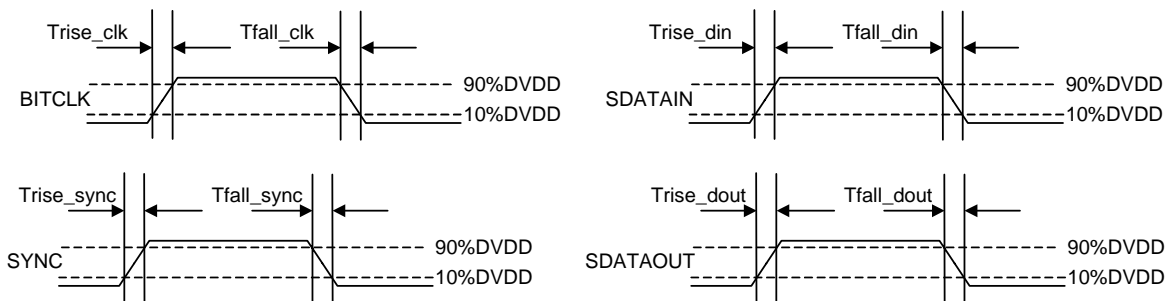 Trise_clk Tfall_clk
90%DVDD
BITCLK
10%DVDD
Trise_din Tfall_din
90%DVDD
SDATAIN
10%DVDD
Trise_sync Tfall_sync
90%DVDD
SYNC
10%DVDD
Trise_dout Tfall_dout
90%DVDD
SDATAOUT
10%DVDD